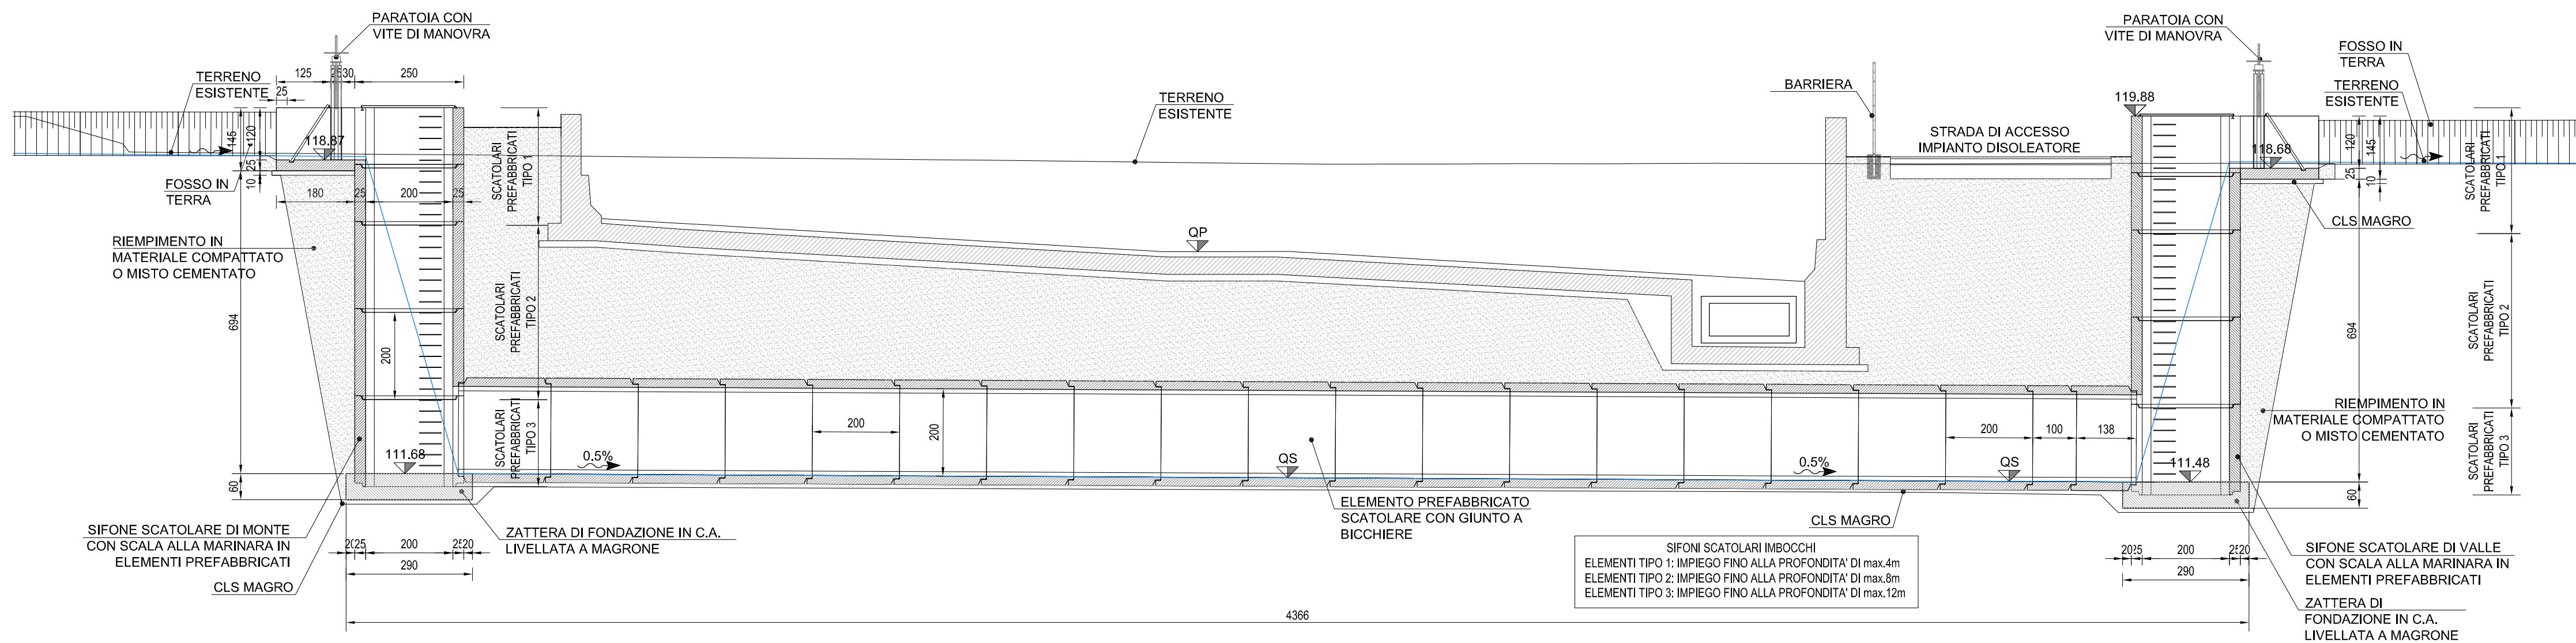 PARATOIA CON
VITE DI MANOVRA
TERRENO
ESISTENTE
125
30
250
25
145
120
118.87
25
10
FOSSO IN
TERRA
180
25
200
25
RIEMPIMENTO IN
MATERIALE COMPATTATO
O MISTO CEMENTATO
694
200
111.68
60
SIFONE SCATOLARE DI MONTE
CON SCALA ALLA MARINARA IN
ELEMENTI PREFABBRICATI
CLS MAGRO
20
25
200
25
20
290
ZATTERA DI FONDAZIONE IN C.A.
LIVELLATA A MAGRONE
SCATOLARI
PREFABBRICATI
TIPO 1
SCATOLARI
PREFABBRICATI
TIPO 2
SCATOLARI
PREFABBRICATI
TIPO 3
TERRENO
ESISTENTE
QP
0.5%
200
200
QS
ELEMENTO PREFABBRICATO
SCATOLARE CON GIUNTO A
BICCHIERE
4366
BARRIERA
STRADA DI ACCESSO
IMPIANTO DISOLEATORE
0.5%
200
100
138
QS
CLS MAGRO
SIFONI SCATOLARI IMBOCCHI
ELEMENTI TIPO 1: IMPIEGO FINO ALLA PROFONDITA' DI max.4m
ELEMENTI TIPO 2: IMPIEGO FINO ALLA PROFONDITA' DI max.8m
ELEMENTI TIPO 3: IMPIEGO FINO ALLA PROFONDITA' DI max.12m
PARATOIA CON
VITE DI MANOVRA
119.88
FOSSO IN
TERRA
TERRENO
ESISTENTE
118.68
120
145
25
10
CLS MAGRO
694
SCATOLARI
PREFABBRICATI
TIPO 1
SCATOLARI
PREFABBRICATI
TIPO 2
SCATOLARI
PREFABBRICATI
TIPO 3
RIEMPIMENTO IN
MATERIALE COMPATTATO
O MISTO CEMENTATO
111.48
60
20
25
200
25
20
290
SIFONE SCATOLARE DI VALLE
CON SCALA ALLA MARINARA IN
ELEMENTI PREFABBRICATI
ZATTERA DI
FONDAZIONE IN C.A.
LIVELLATA A MAGRONE